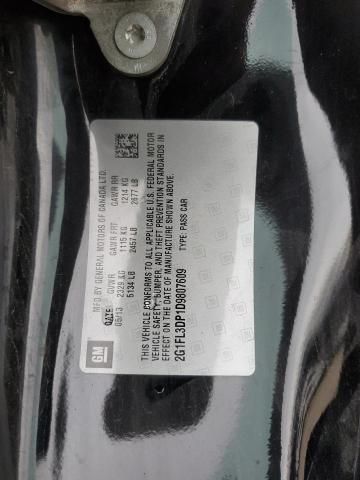 GM
MFD BY GENERAL MOTORS OF CANADA LTD.
DATE GVWR GAWR FRT GAWR RR
05/13 2329 KG 1115 KG 1214 KG
5134 LB 2457 LB 2677 LB
THIS VEHICLE CONFORMS TO ALL APPLICABLE U.S. FEDERAL MOTOR
VEHICLE SAFETY, BUMPER, AND THEFT PREVENTION STANDARDS IN
EFFECT ON THE DATE OF MANUFACTURE SHOWN ABOVE.
TYPE: PASS CAR
2G1FL3DP1D9807609